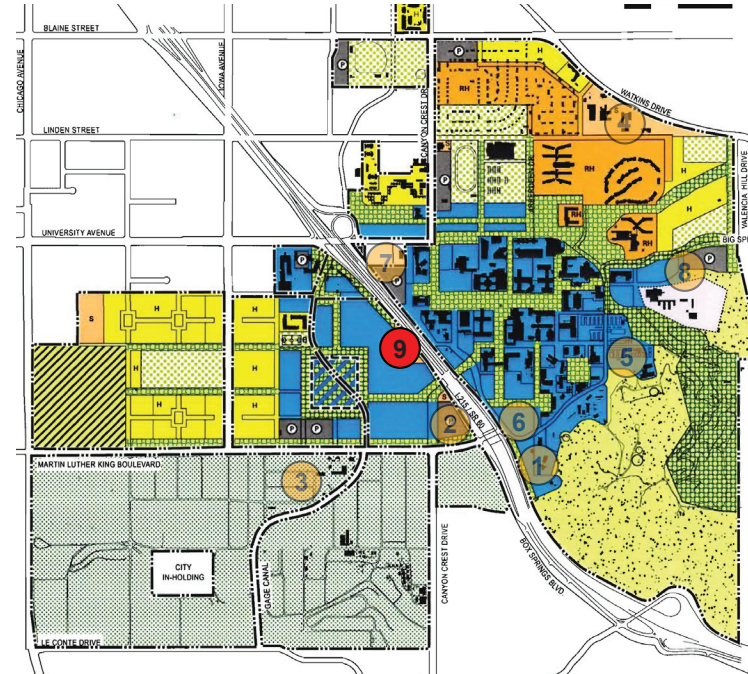 BLAINE STREET
CHICAGO AVENUE
IOWA AVENUE
P
H
H
P
WATKINS DRIVE
RH
4
LINDEN STREET
CANYON CREST DR
S
P
RH
H
RH
VALENCIA HILL DRIVE
RH
UNIVERSITY AVENUE
RH
BIG SP
P
7
P
P
8
S
H
H
9
5
H
H
H
H
S
I-215 / SR 60
2
6
P
P
MARTIN LUTHER KING BOULEVARD
1
3
CITY
IN-HOLDING
GAGE CANAL
CANYON CREST DRIVE
BOX SPRINGS BLVD
LE CONTE DRIVE